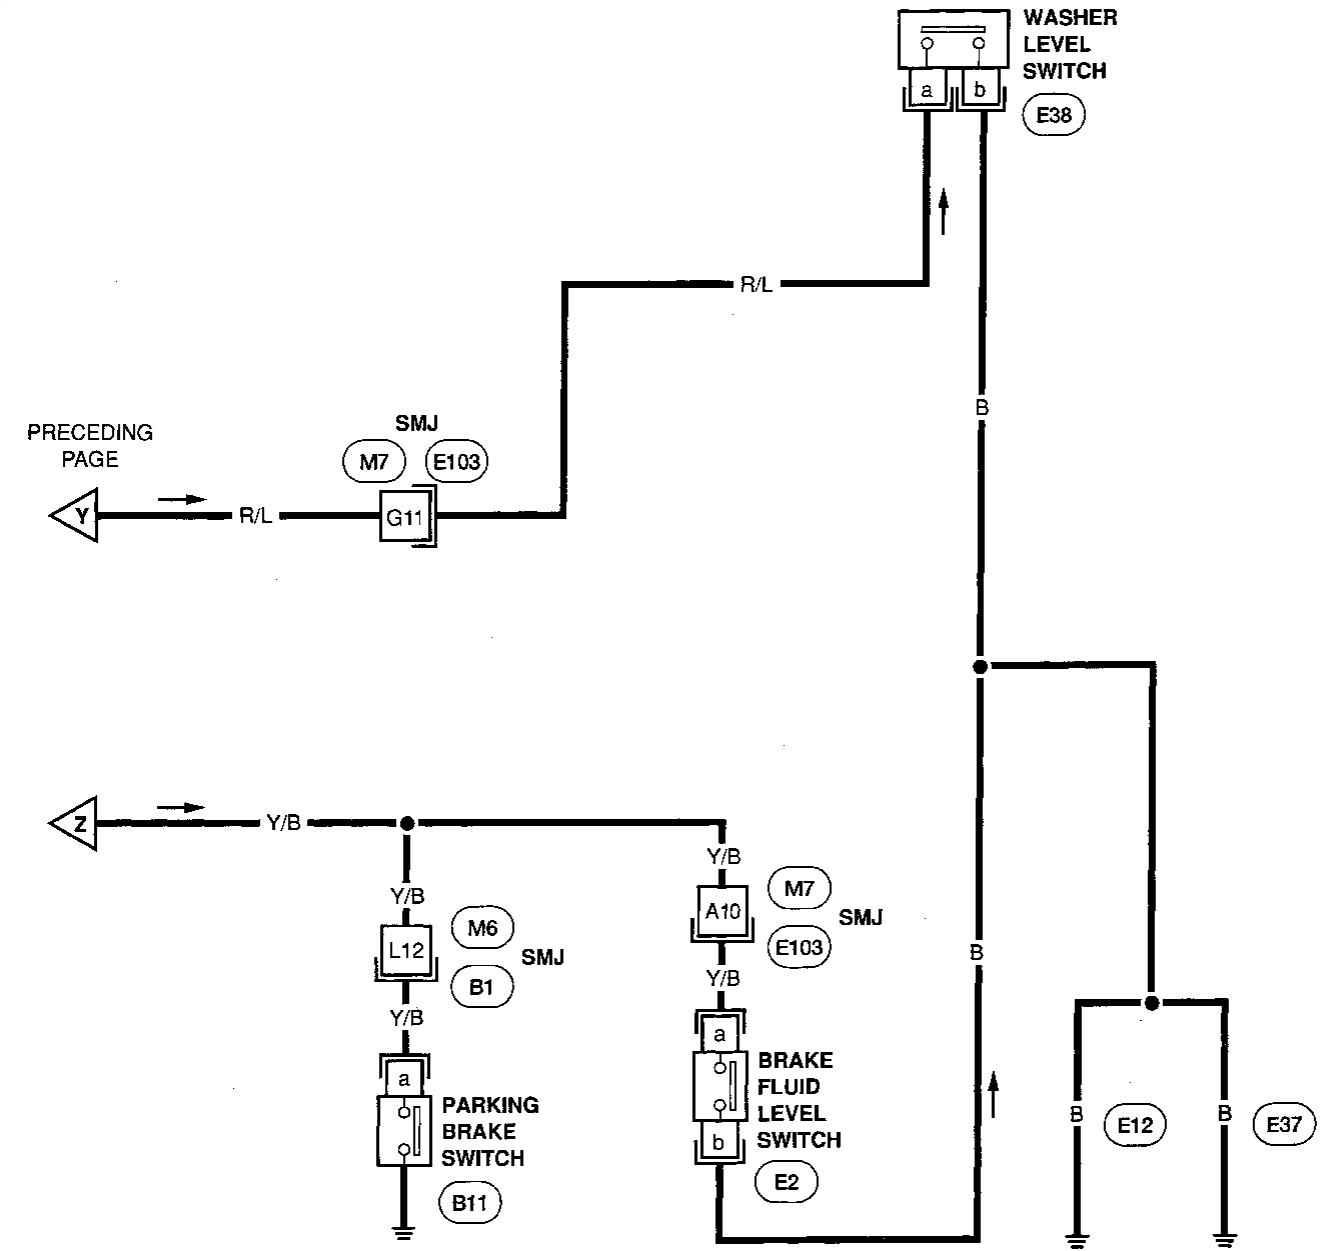 WASHER
LEVEL
SWITCH
a
b
E38
R/L
B
SMJ
PRECEDING
PAGE
M7
E103
Y
R/L
G11
Z
Y/B
Y/B
Y/B
M7
A10
SMJ
E103
M6
L12
SMJ
B1
B
Y/B
Y/B
a
a
BRAKE
FLUID
LEVEL
SWITCH
b
E2
PARKING
BRAKE
SWITCH
B11
B
E12
B
E37